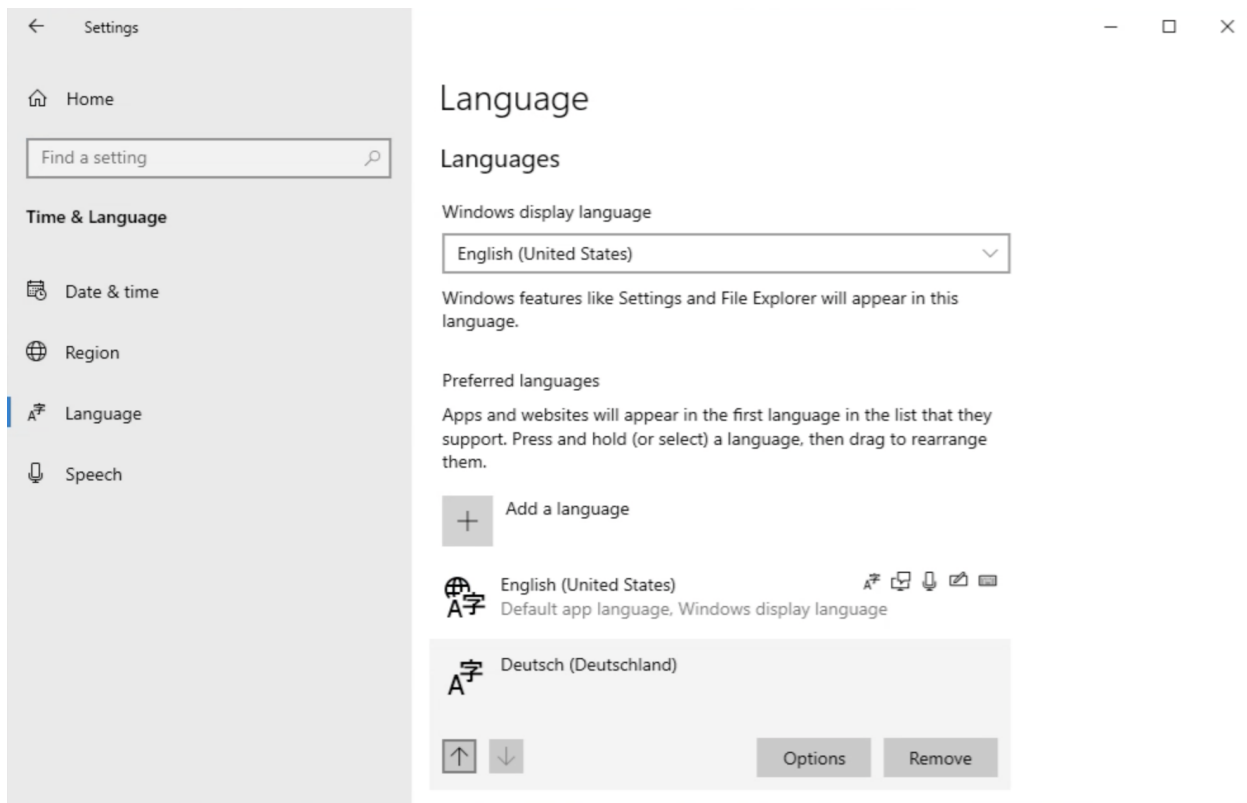 Settings
Home
Find a setting
Time & Language
Date & time
Region
Language
Speech
Language
Languages
Windows display language
English (United States)
Windows features like Settings and File Explorer will appear in this
language.
Preferred languages
Apps and websites will appear in the first language in the list that they
support. Press and hold (or select) a language, then drag to rearrange
them.
Add a language
English (United States)
Default app language, Windows display language
Deutsch (Deutschland)
Options
Remove